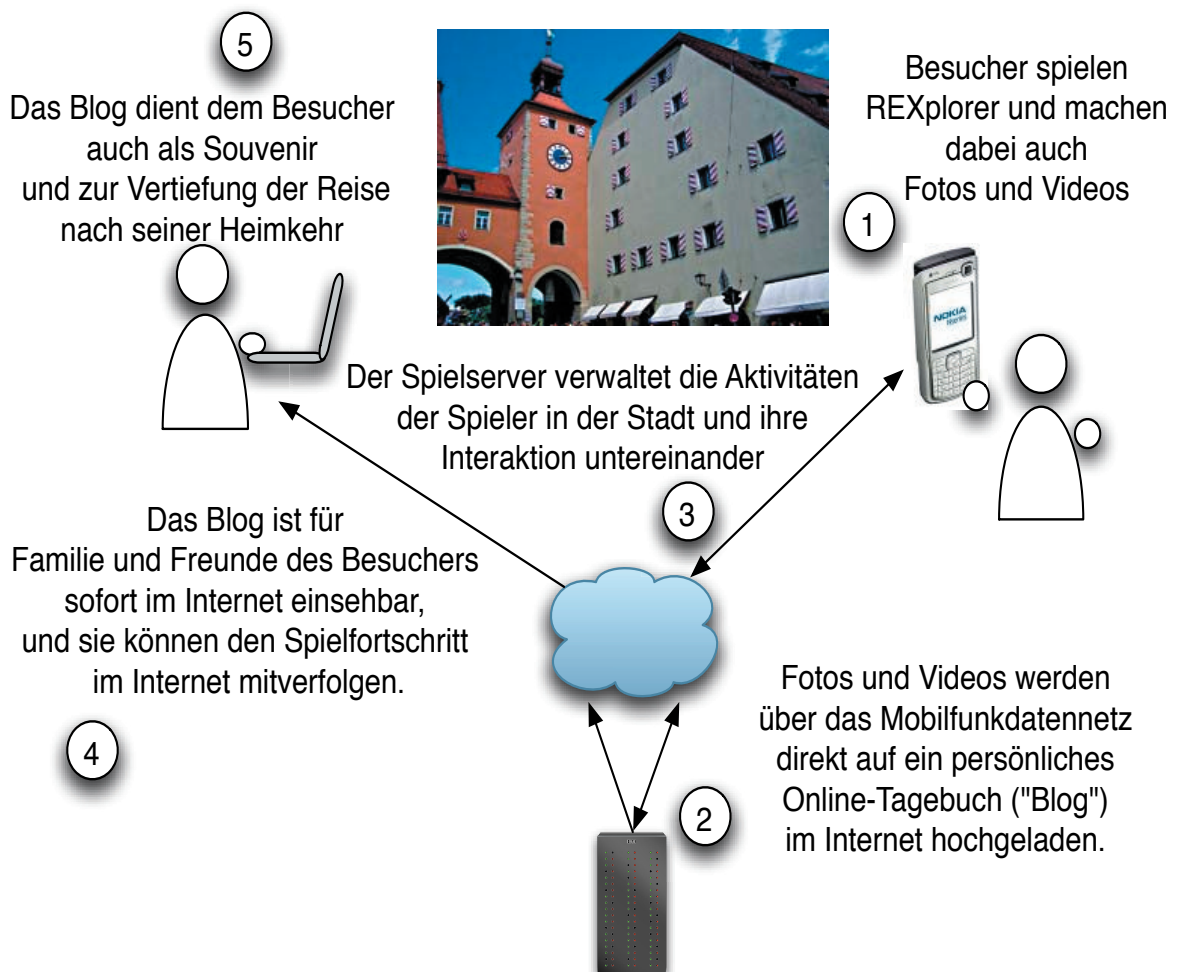 5
Das Blog dient dem Besucher
auch als Souvenir
und zur Vertiefung der Reise
nach seiner Heimkehr
Besucher spielen
REXplorer und machen
dabei auch
Fotos und Videos
1
NOKIA
Nseries
Der Spielserver verwaltet die Aktivitäten
der Spieler in der Stadt und ihre
Interaktion untereinander
3
Das Blog ist für
Familie und Freunde des Besuchers
sofort im Internet einsehbar,
und sie können den Spielfortschritt
im Internet mitverfolgen.
4
Fotos und Videos werden
über das Mobilfunkdatennetz
direkt auf ein persönliches
Online-Tagebuch ("Blog")
im Internet hochgeladen.
2